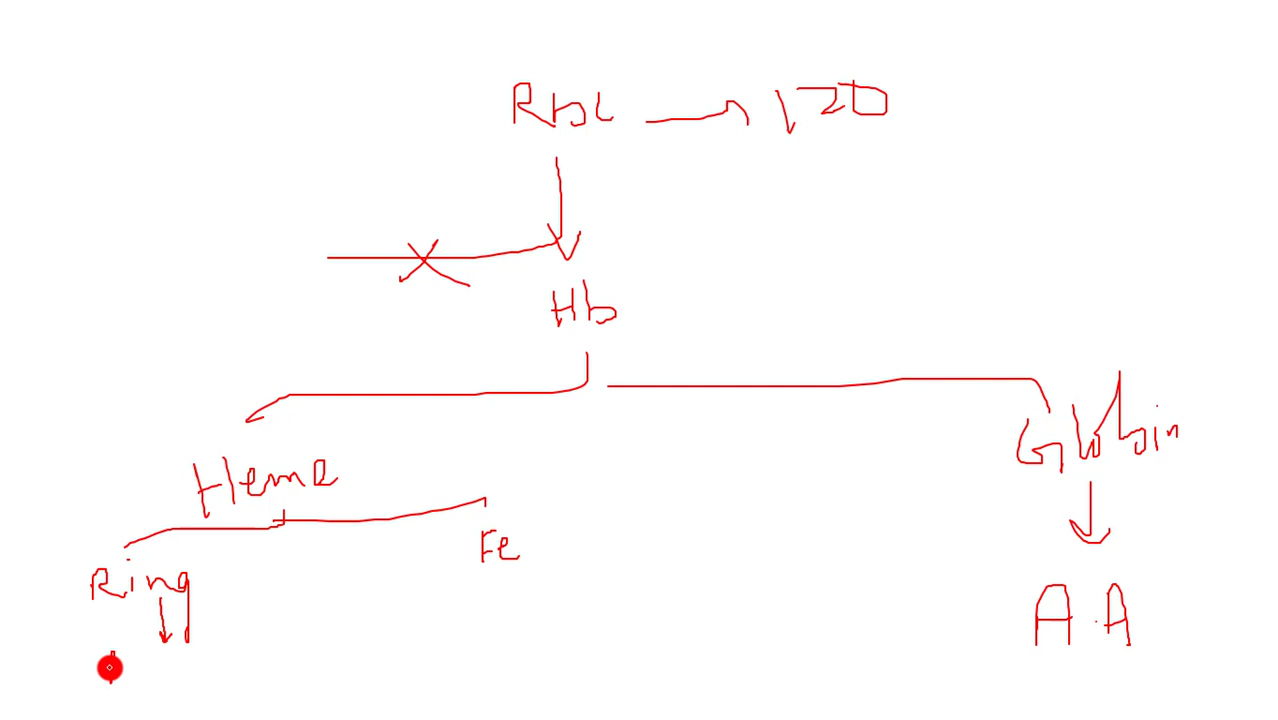 Rbc → 120
Hb
Globin
Heme
Fe
Ring
A.A